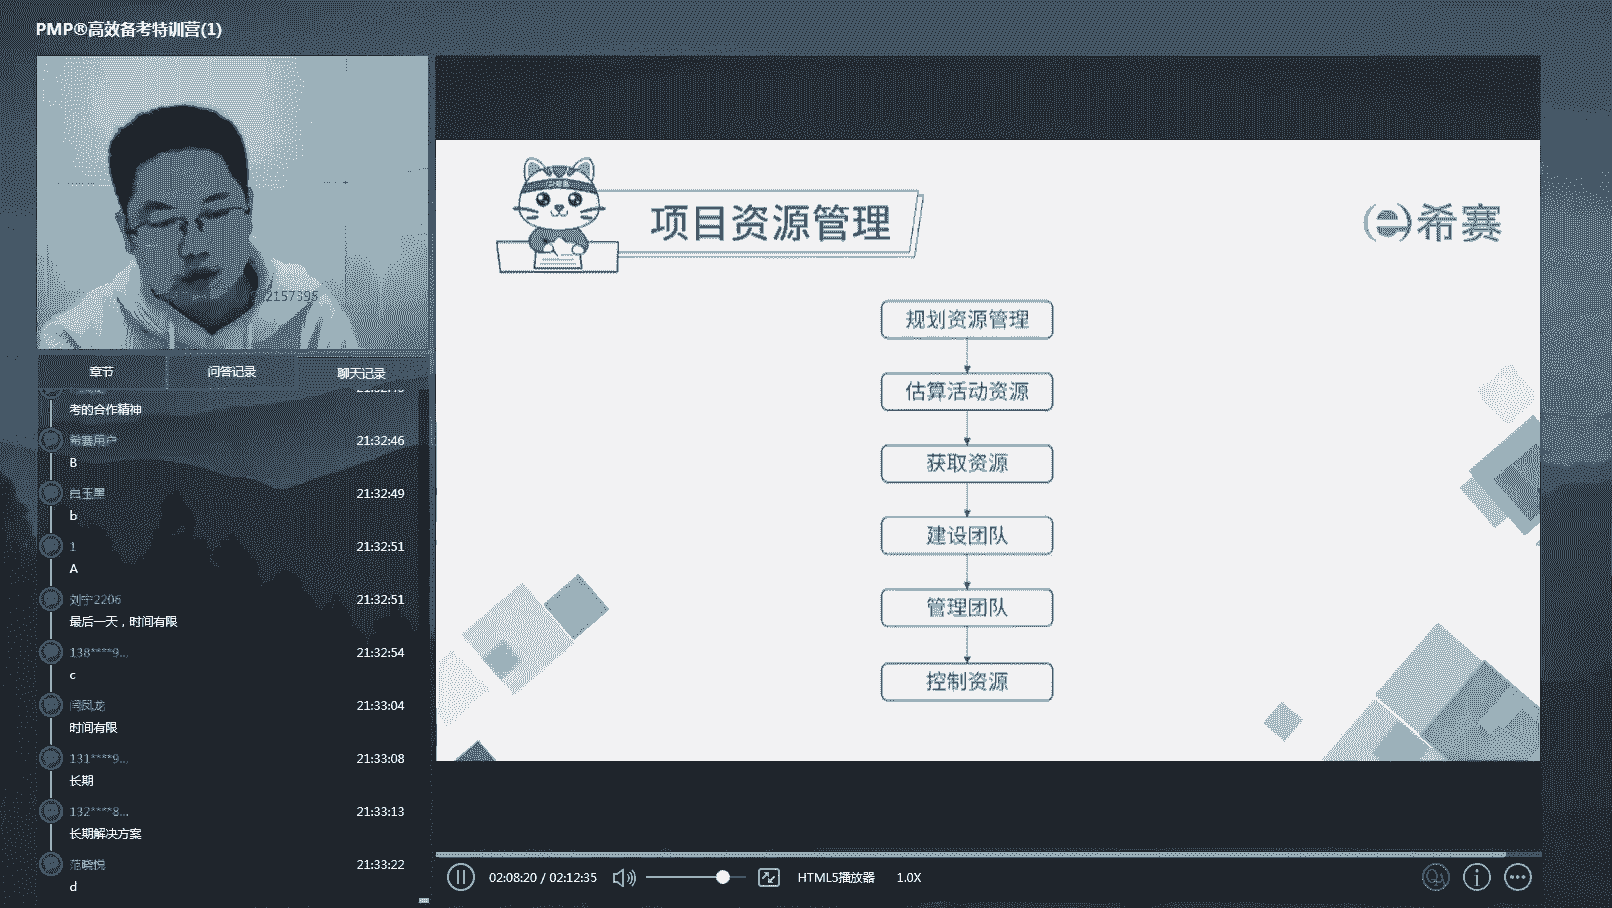 PMP®高效备考特训营(1)
2157395
章节
问答记录
聊天记录
考的合作精神
希赛用户
21:32:46
B
白玉黑
21:32:49
b
1
21:32:51
A
刘宇2206
21:32:51
最后一天，时间有限
138****9...
21:32:54
c
闫凤龙
21:33:04
时间有限
131****9...
21:33:08
长期
132****8...
21:33:13
长期解决方案
范晓悦
21:33:22
d
项目资源管理
希赛
规划资源管理
估算活动资源
获取资源
建设团队
管理团队
控制资源
02:08:20 / 02:12:35
HTML5播放器
1.0X